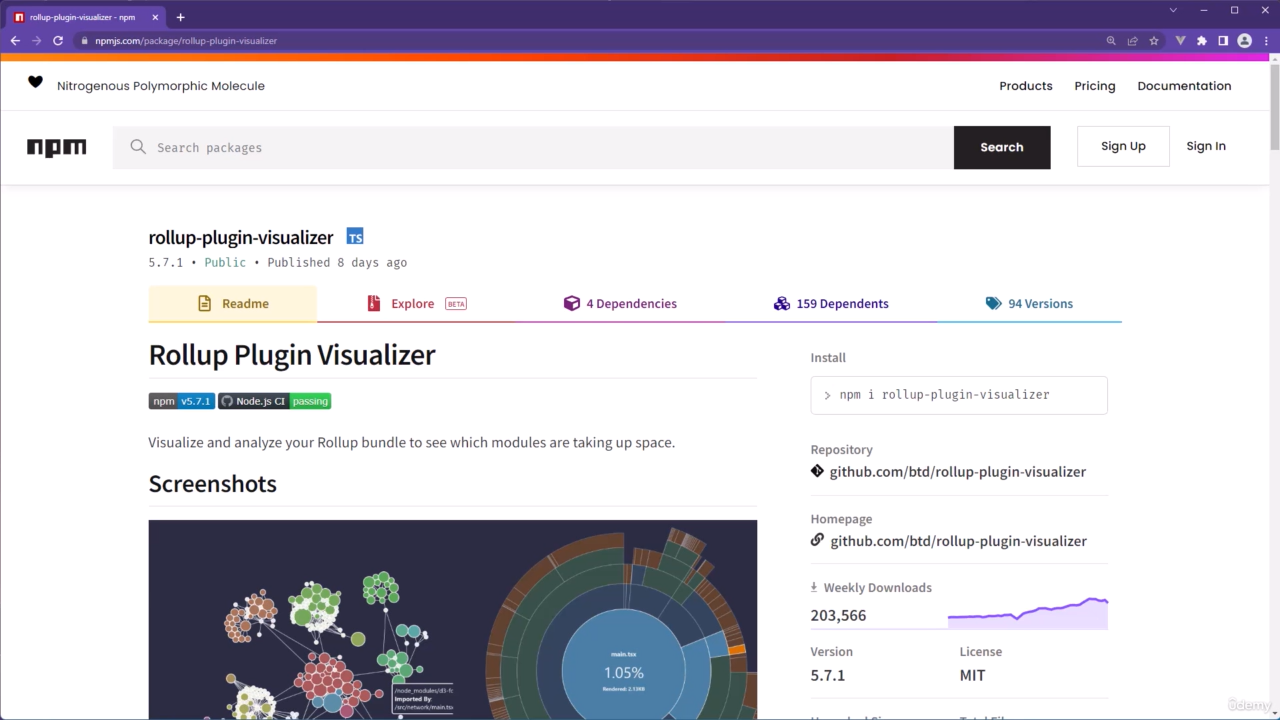 rollup-plugin-visualizer - npm
npmjs.com/package/rollup-plugin-visualizer
Nitrogenous Polymorphic Molecule
Products Pricing Documentation
npm
Search packages
Search
Sign Up
Sign In
rollup-plugin-visualizer TS
5.7.1 • Public • Published 8 days ago
Readme
Explore BETA
4 Dependencies
159 Dependents
94 Versions
Rollup Plugin Visualizer
npm v5.7.1 Node.js CI passing
Visualize and analyze your Rollup bundle to see which modules are taking up space.
Screenshots
main.tsx
1.05%
Rendered: 2.13KB
/node_modules/d3-fo
Imported By
/src/network/main.tsx
Install
> npm i rollup-plugin-visualizer
Repository
github.com/btd/rollup-plugin-visualizer
Homepage
github.com/btd/rollup-plugin-visualizer
Weekly Downloads
203,566
Version
5.7.1
License
MIT